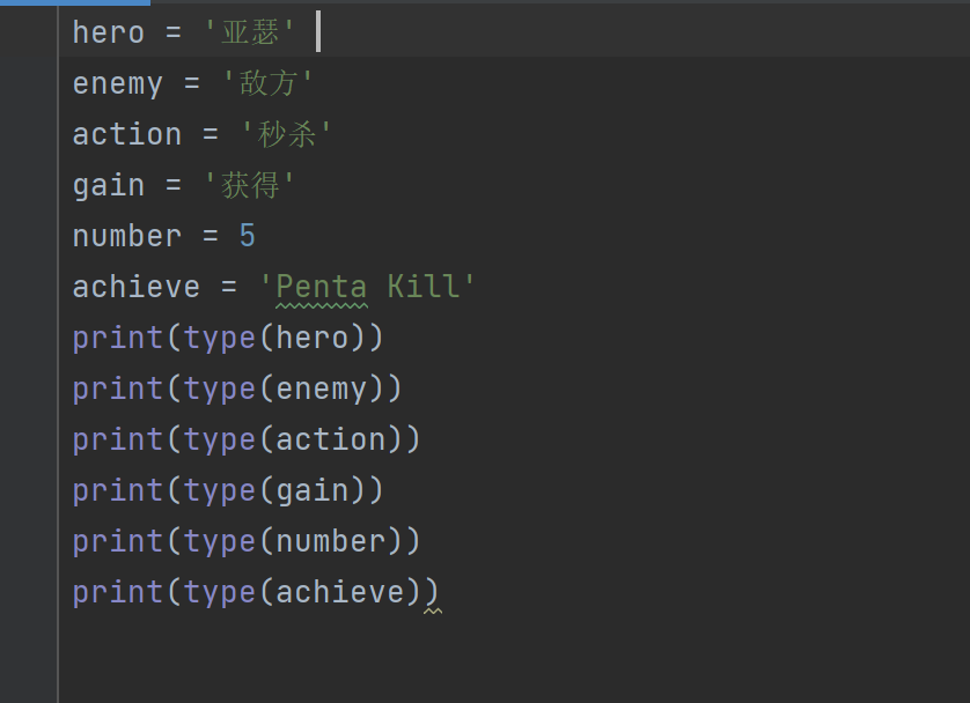 hero = '亚瑟'
enemy = '敌方'
action = '秒杀'
gain = '获得'
number = 5
achieve = 'Penta Kill'
print(type(hero))
print(type(enemy))
print(type(action))
print(type(gain))
print(type(number))
print(type(achieve))